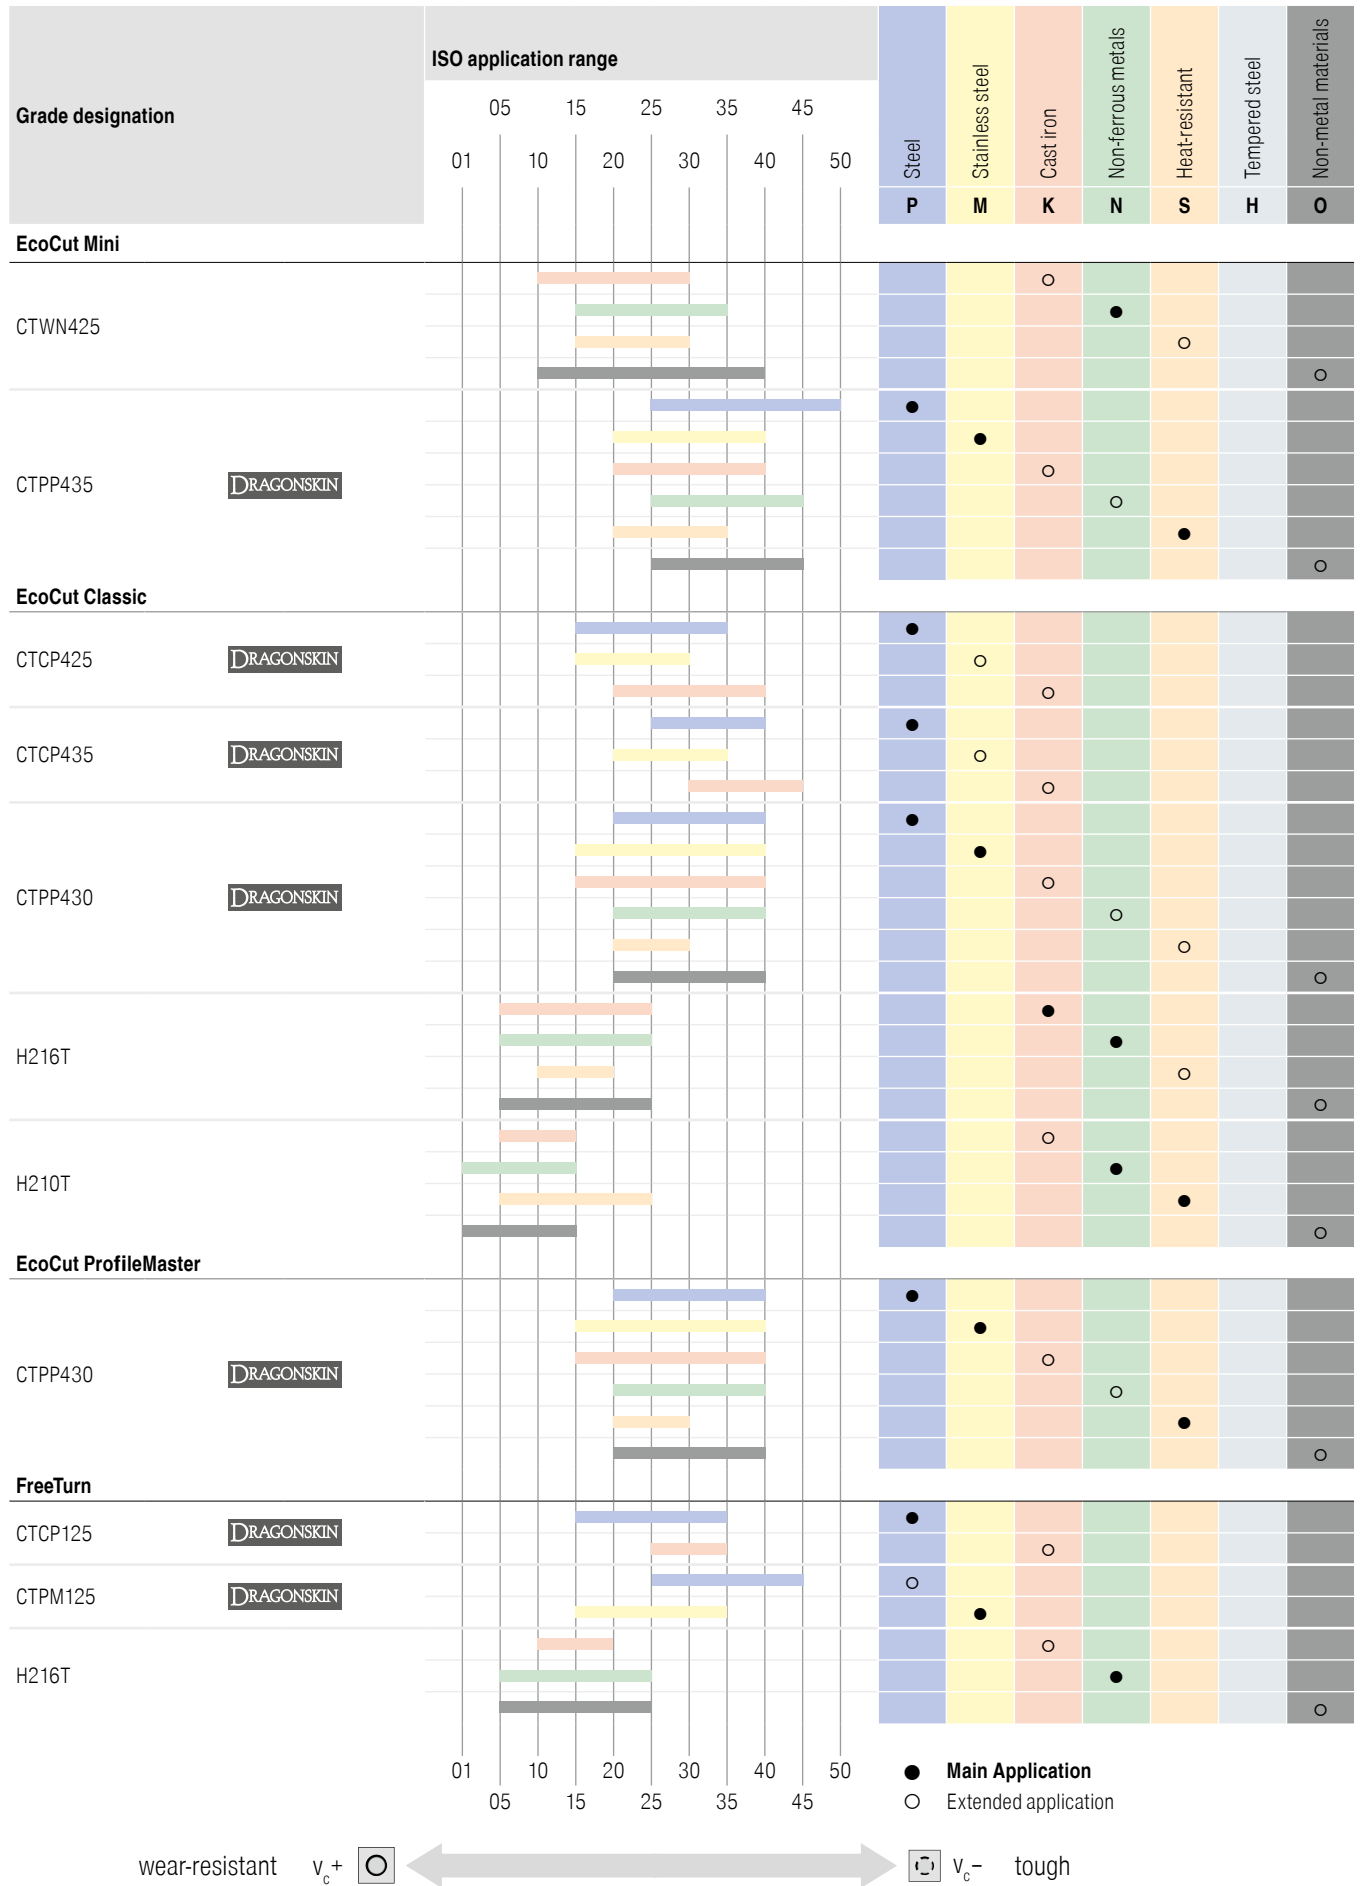 Grade designation
ISO application range
05 15 25 35 45
01 10 20 30 40 50
Steel
Stainless steel
Cast iron
Non-ferrous metals
Heat-resistant
Tempered steel
Non-metal materials
P M K N S H O
EcoCut Mini
CTWN425
CTPP435 DRAGONSKIN
EcoCut Classic
CTCP425 DRAGONSKIN
CTCP435 DRAGONSKIN
CTPP430 DRAGONSKIN
H216T
H210T
EcoCut ProfileMaster
CTPP430 DRAGONSKIN
FreeTurn
CTCP125 DRAGONSKIN
CTPM125 DRAGONSKIN
H216T
01 10 20 30 40 50
05 15 25 35 45
● Main Application
○ Extended application
wear-resistant vc+ vc– tough